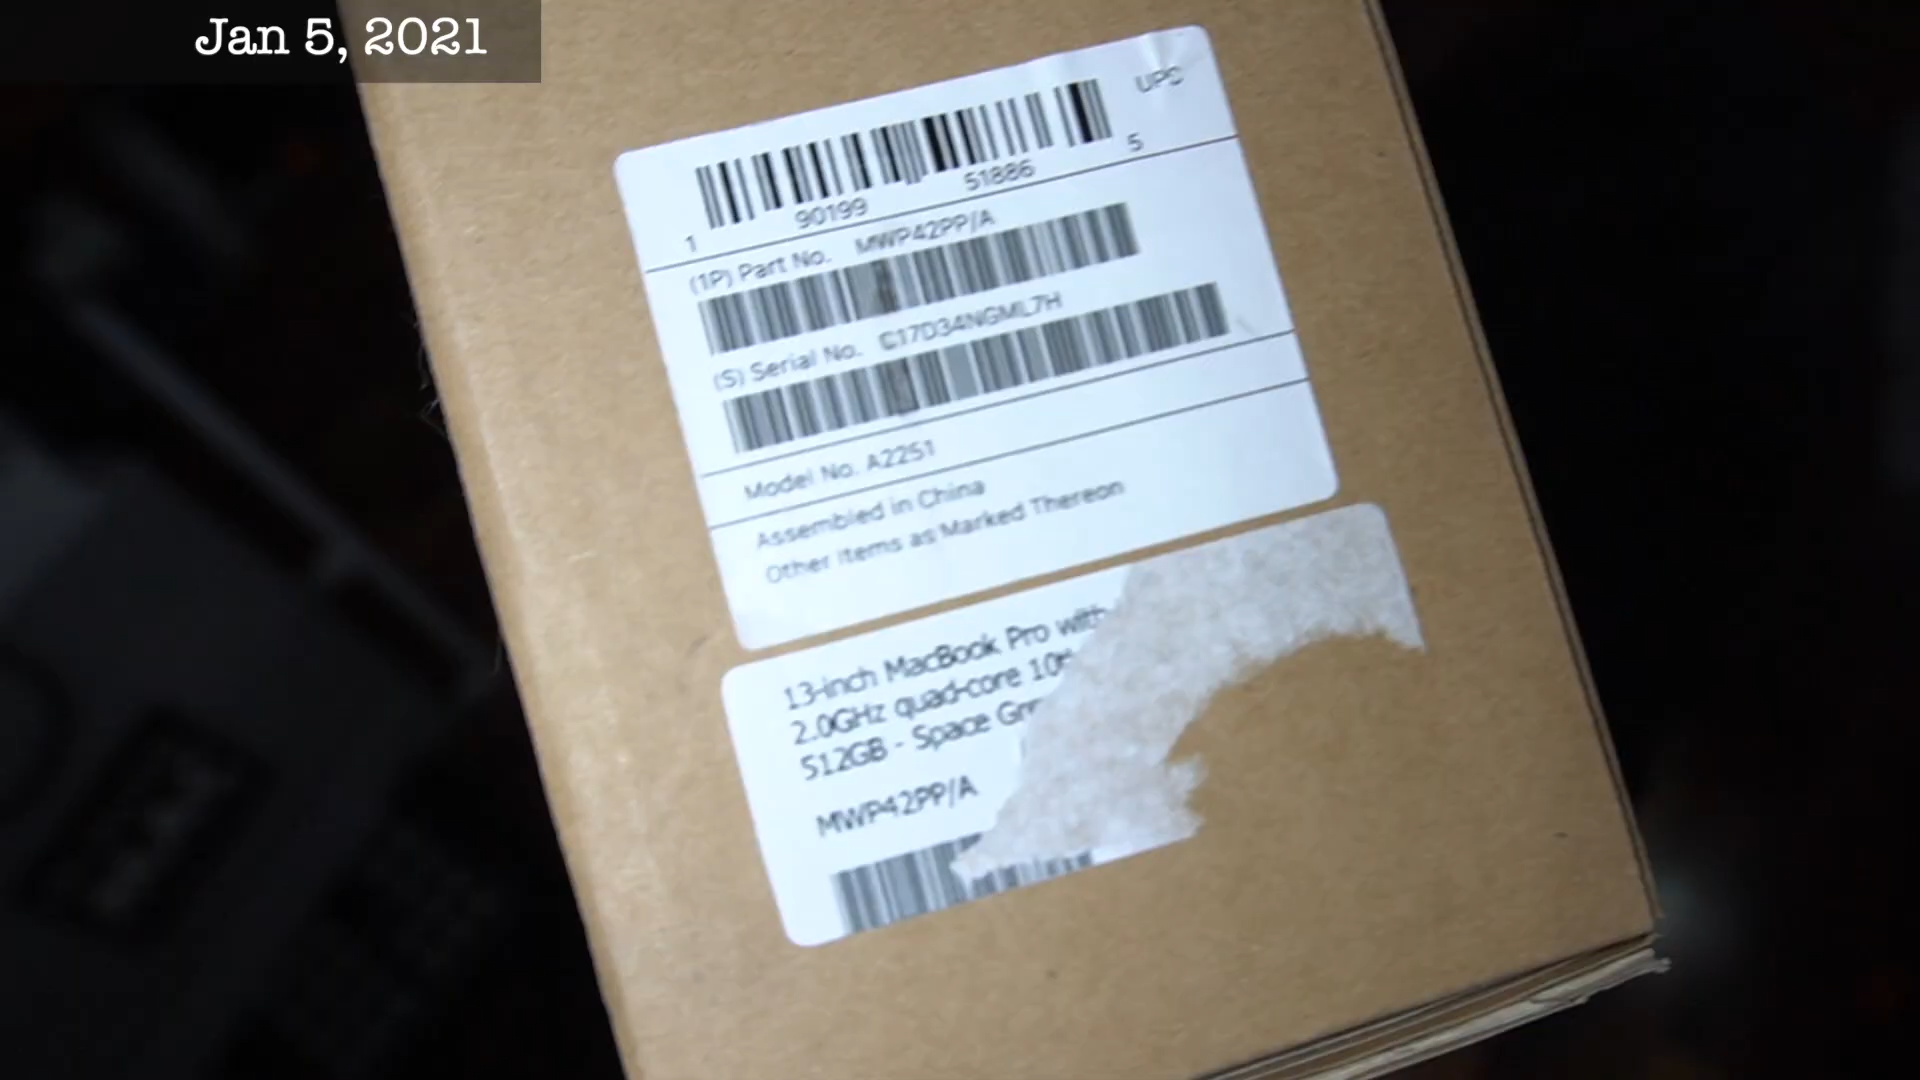 Jan 5, 2021
UPC
1 90199 51886 5
(1P) Part No. MWP42PP/A
(S) Serial No. C17D34NGML7H
Model No. A2251
Assembled in China
Other Items as Marked Thereon
13-inch MacBook Pro with
2.0GHz quad-core 10th
512GB - Space Gr
MWP42PP/A